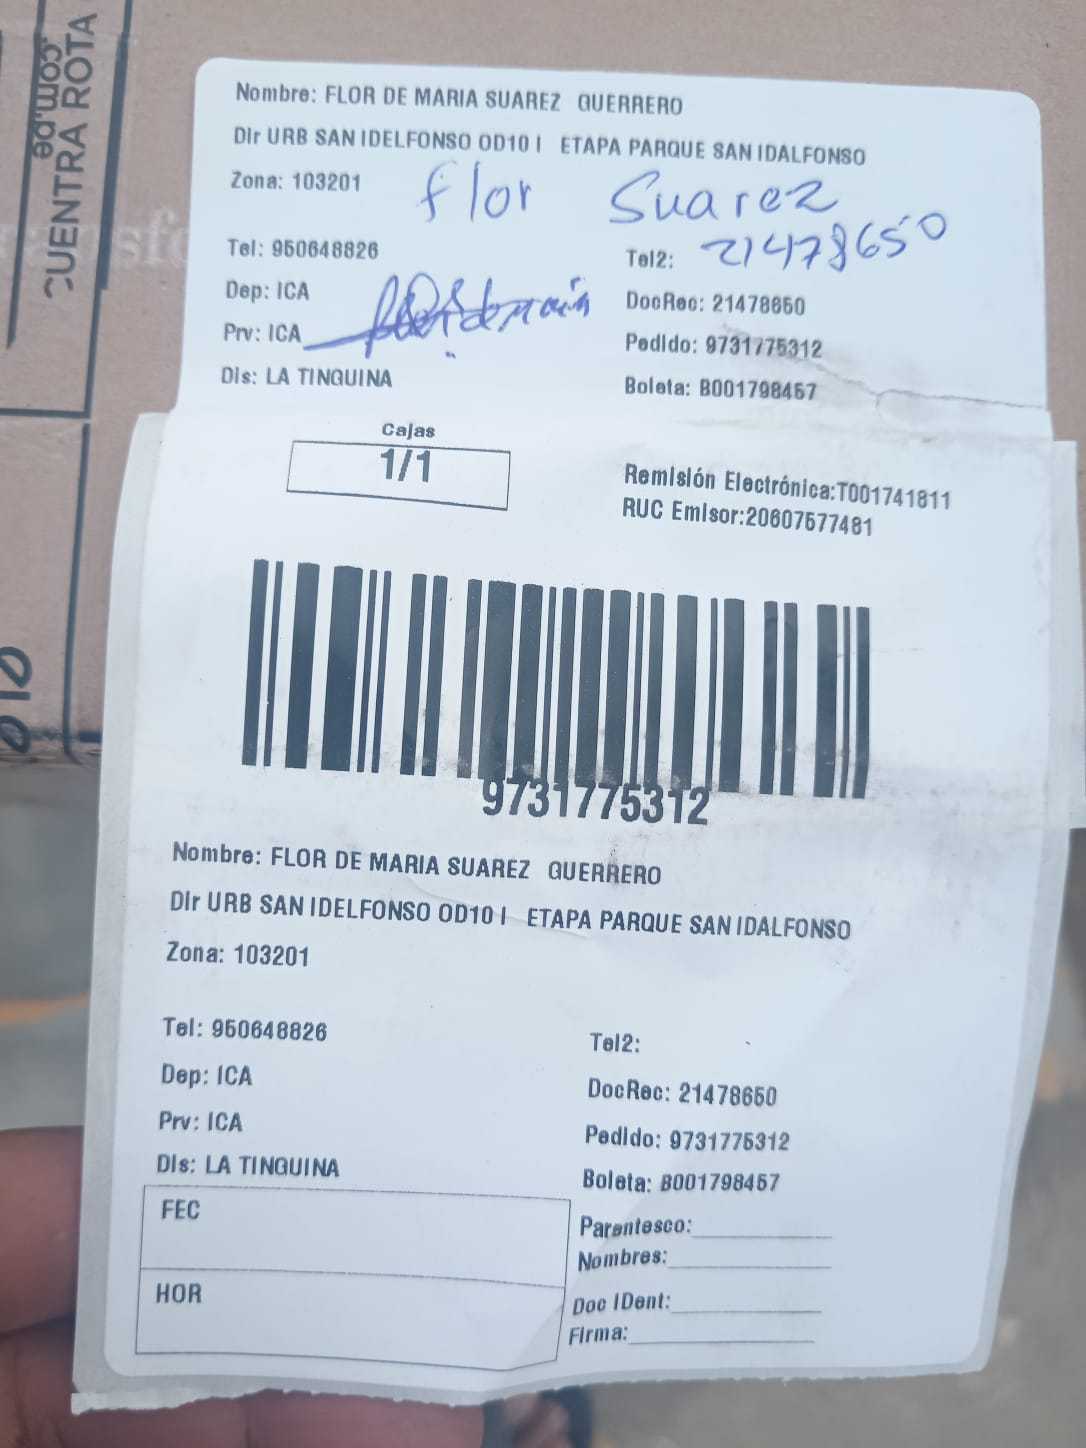 .com.pe
CUENTRA ROTA
Nombre: FLOR DE MARIA SUAREZ GUERRERO
Dir URB SAN IDELFONSO OD10 I ETAPA PARQUE SAN IDALFONSO
Zona: 103201
Flor Suarez
Tel: 950648826
Tel2: 21478650
Dep: ICA
DocRec: 21478650
Prv: ICA
Pedido: 9731775312
Dis: LA TINGUINA
Boleta: B001798457
Cajas
1/1
Remisión Electrónica:T001741811
RUC Emisor:20607577481
9731775312
Nombre: FLOR DE MARIA SUAREZ GUERRERO
Dir URB SAN IDELFONSO OD10 I ETAPA PARQUE SAN IDALFONSO
Zona: 103201
Tel: 950648826
Tel2:
Dep: ICA
DocRec: 21478650
Prv: ICA
Pedido: 9731775312
Dis: LA TINGUINA
Boleta: B001798457
FEC
Parentesco:
Nombres:
HOR
Doc IDent:
Firma: